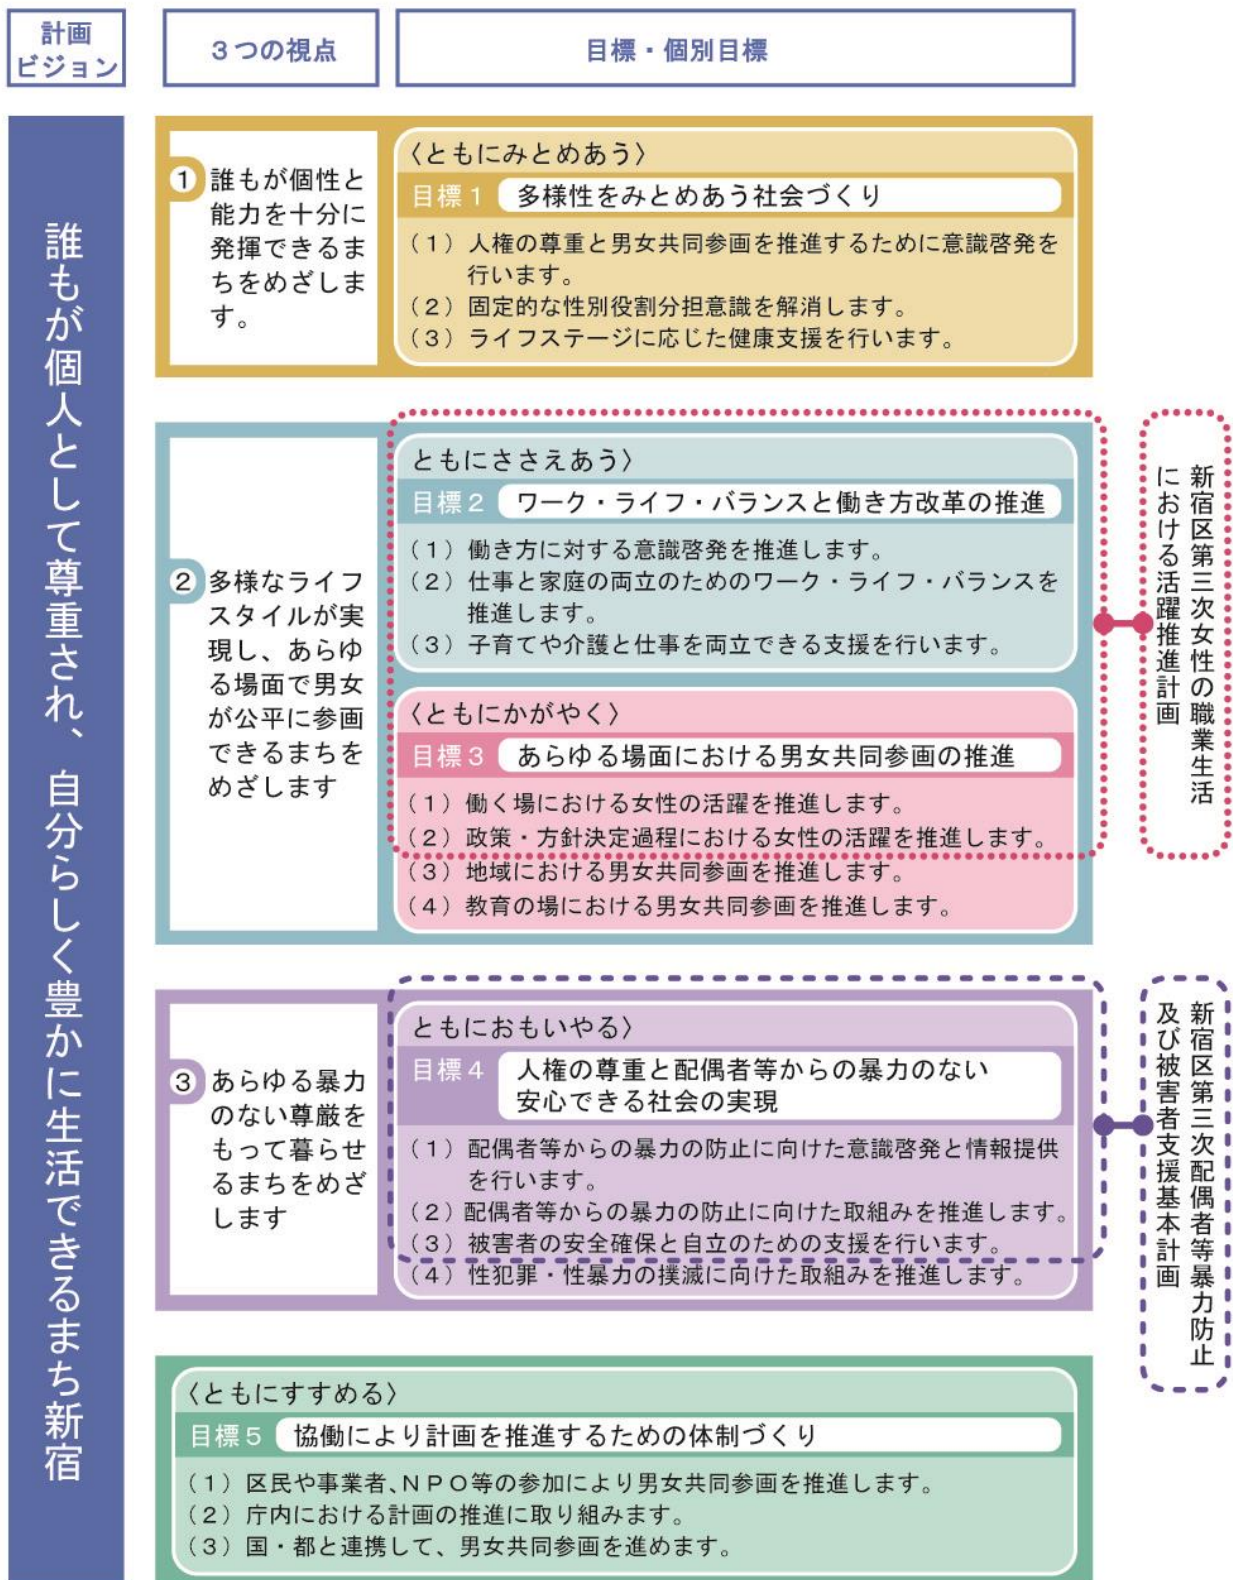 計画
ビジョン
3つの視点
目標・個別目標
誰もが個人として尊重され、自分らしく豊かに生活できるまち新宿
① 誰もが個性と
能力を十分に
発揮できるま
ちをめざしま
す。
〈ともにみとめあう〉
目標1 多様性をみとめあう社会づくり
(1)人権の尊重と男女共同参画を推進するために意識啓発を
行います。
(2)固定的な性別役割分担意識を解消します。
(3)ライフステージに応じた健康支援を行います。
② 多様なライフ
スタイルが実
現し、あらゆ
る場面で男女
が公平に参画
できるまちを
めざします
ともにささえあう〉
目標2 ワーク・ライフ・バランスと働き方改革の推進
(1)働き方に対する意識啓発を推進します。
(2)仕事と家庭の両立のためのワーク・ライフ・バランスを
推進します。
(3)子育てや介護と仕事を両立できる支援を行います。
〈ともにかがやく〉
目標3 あらゆる場面における男女共同参画の推進
(1)働く場における女性の活躍を推進します。
(2)政策・方針決定過程における女性の活躍を推進します。
(3)地域における男女共同参画を推進します。
(4)教育の場における男女共同参画を推進します。
新宿区第三次女性の職業生活
における活躍推進計画
③ あらゆる暴力
のない尊厳を
もって暮らせ
るまちをめざ
します
ともにおもいやる〉
目標4 人権の尊重と配偶者等からの暴力のない
安心できる社会の実現
(1)配偶者等からの暴力の防止に向けた意識啓発と情報提供
を行います。
(2)配偶者等からの暴力の防止に向けた取組みを推進します。
(3)被害者の安全確保と自立のための支援を行います。
(4)性犯罪・性暴力の撲滅に向けた取組みを推進します。
新宿区第三次配偶者等暴力防止
及び被害者支援基本計画
〈ともにすすめる〉
目標5 協働により計画を推進するための体制づくり
(1)区民や事業者、NPO等の参加により男女共同参画を推進します。
(2)庁内における計画の推進に取り組みます。
(3)国・都と連携して、男女共同参画を進めます。